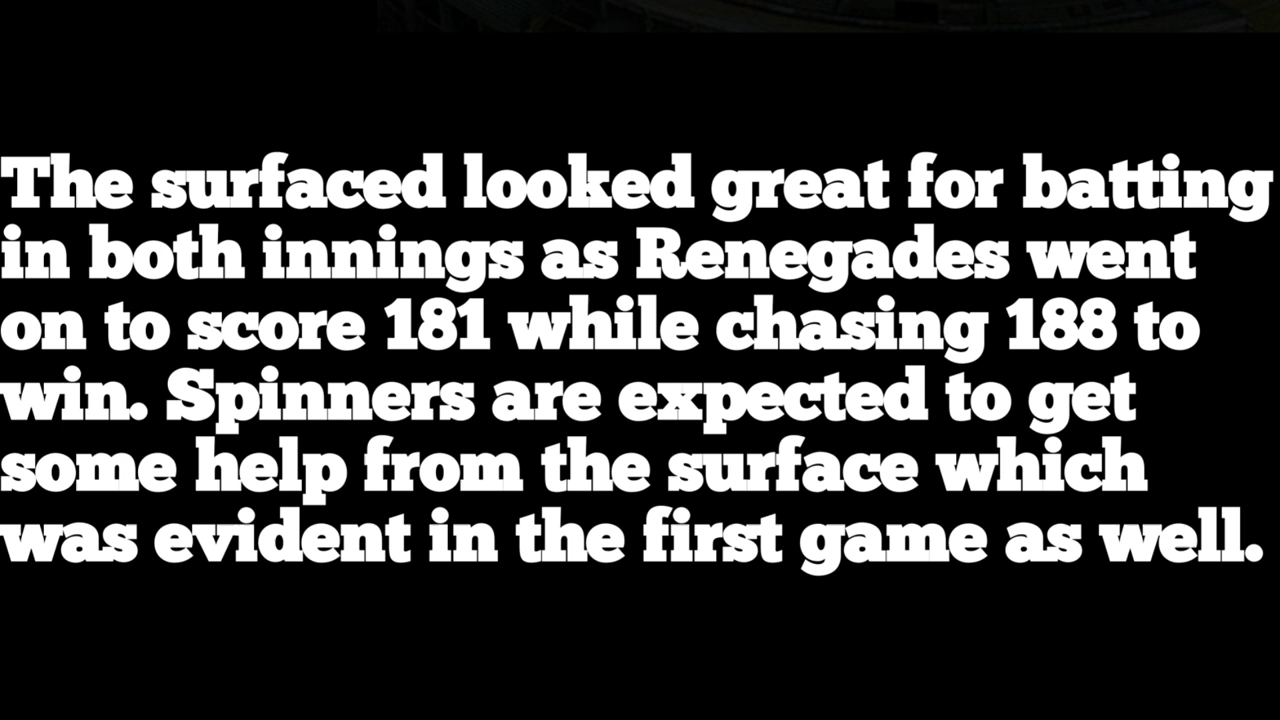 The surfaced looked great for batting
in both innings as Renegades went
on to score 181 while chasing 188 to
win. Spinners are expected to get
some help from the surface which
was evident in the first game as well.